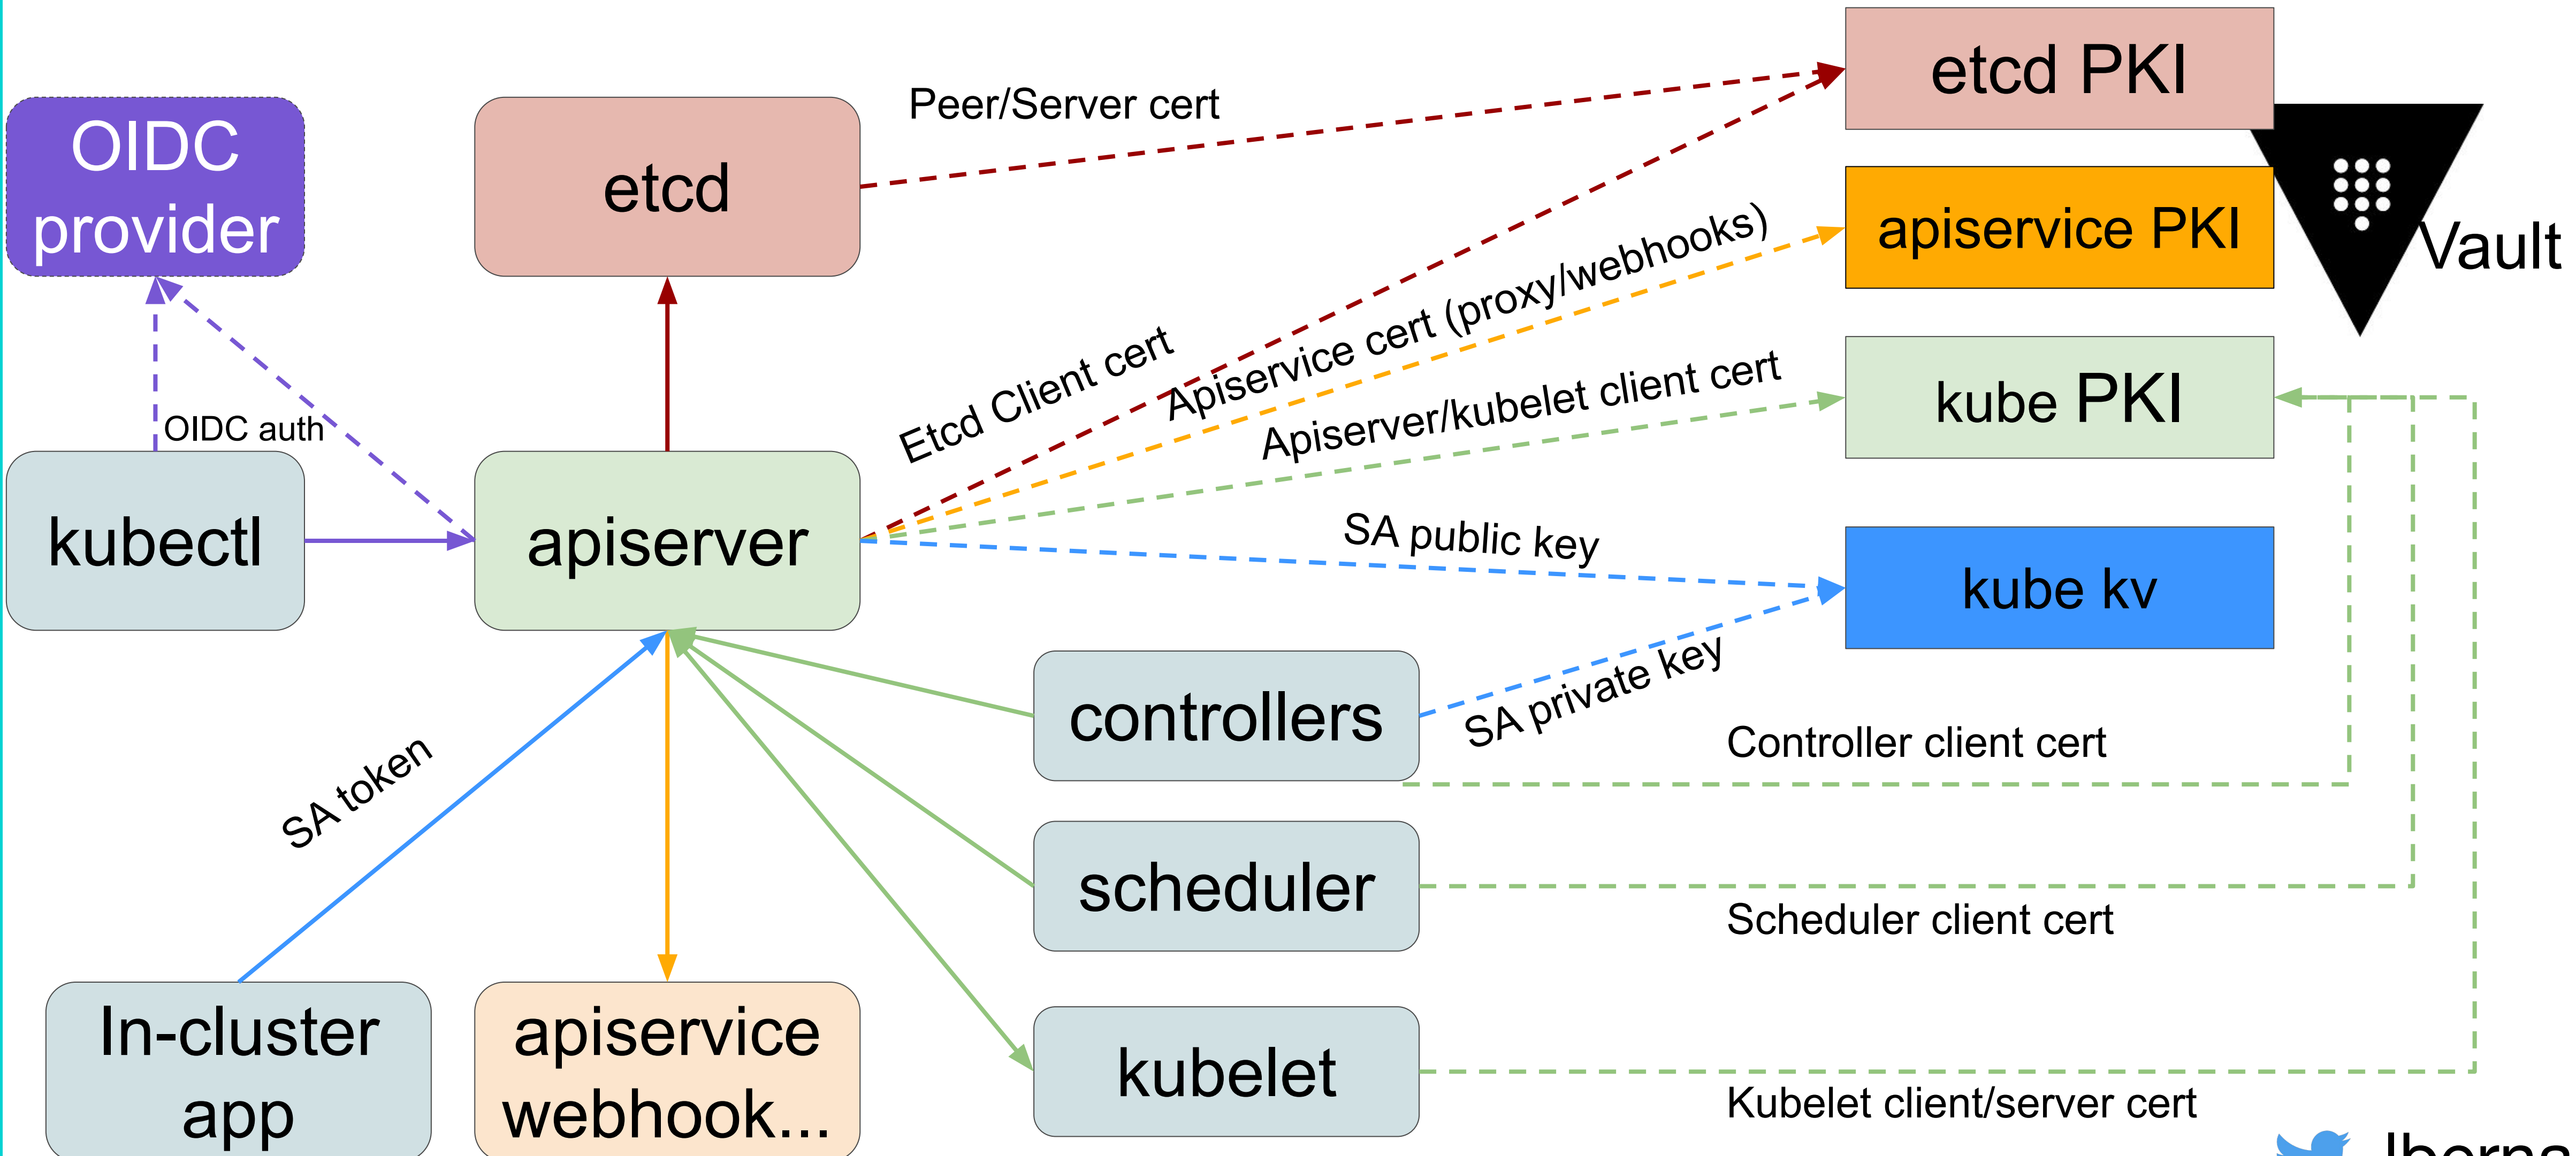 etcd PKI
Peer/Server cert
OIDC
provider
etcd
apiservice PKI
Vault
Etcd Client cert
Apiservice cert (proxy/webhooks)
Apiserver/kubelet client cert
kube PKI
OIDC auth
kubectl
apiserver
SA public key
kube kv
controllers
SA private key
Controller client cert
SA token
scheduler
Scheduler client cert
In-cluster
app
apiservice
webhook...
kubelet
Kubelet client/server cert